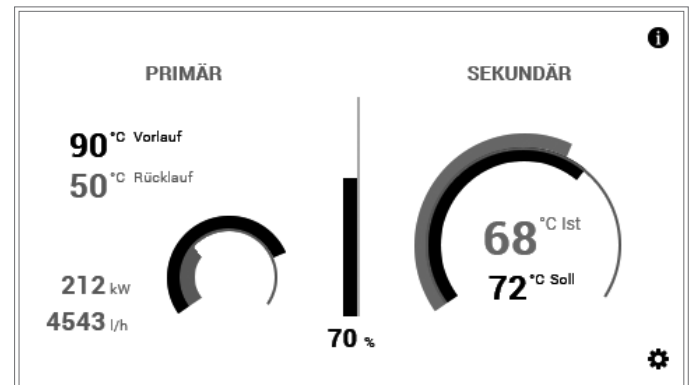 PRIMÄR
90 °C Vorlauf
50 °C Rücklauf
212 kW
4543 l/h
70 %
SEKUNDÄR
68 °C Ist
72 °C Soll